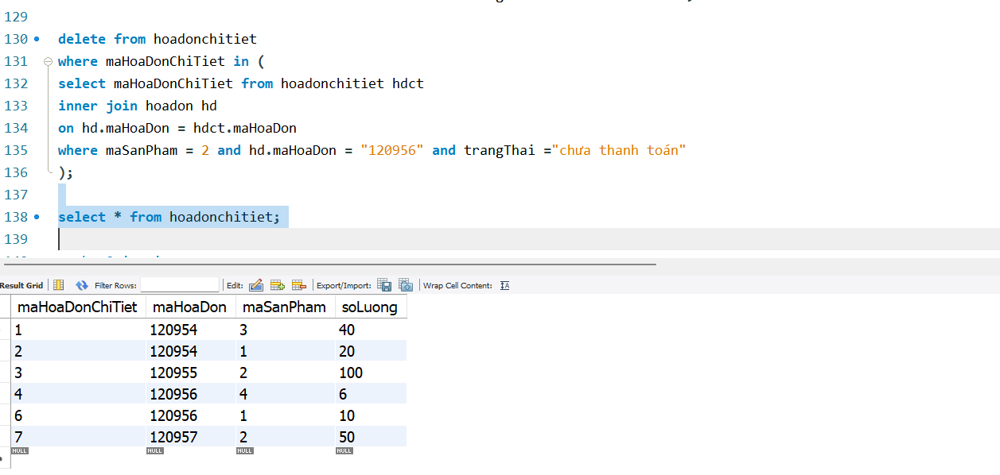 129
130 delete from hoadonchitiet
131 where maHoaDonChiTiet in (
132 select maHoaDonChiTiet from hoadonchitiet hdct
133 inner join hoadon hd
134 on hd.maHoaDon = hdct.maHoaDon
135 where maSanPham = 2 and hd.maHoaDon = "120956" and trangThai ="chưa thanh toán"
136 );
137
138 select * from hoadonchitiet;
139
Result Grid Filter Rows: Edit: Export/Import: Wrap Cell Content:
maHoaDonChiTiet maHoaDon maSanPham soLuong
1 120954 3 40
2 120954 1 20
3 120955 2 100
4 120956 4 6
6 120956 1 10
7 120957 2 50
NULL NULL NULL NULL